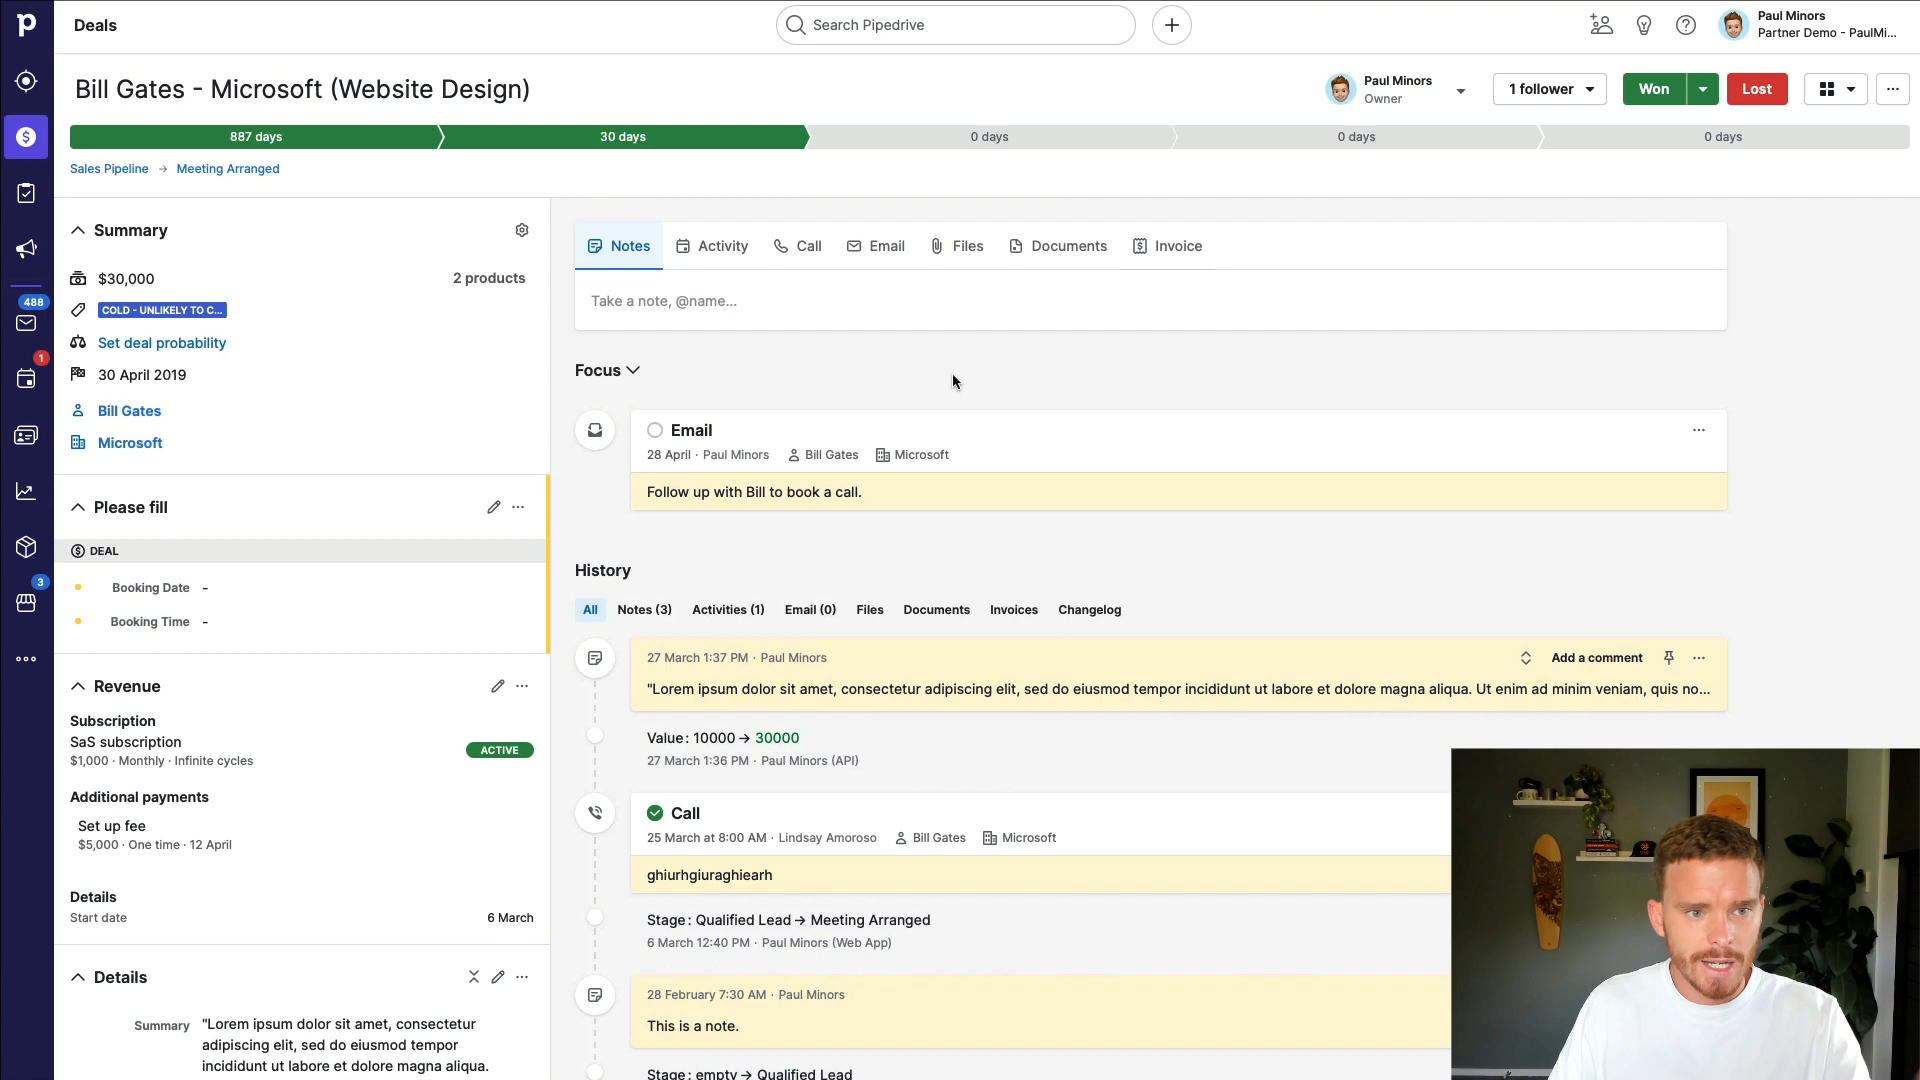 Deals
Search Pipedrive
Paul Minors
Partner Demo - PaulMi...
Bill Gates - Microsoft (Website Design)
Paul Minors
Owner
1 follower
Won
Lost
887 days
30 days
0 days
0 days
0 days
Sales Pipeline → Meeting Arranged
Summary
$30,000
2 products
COLD - UNLIKELY TO C...
Set deal probability
30 April 2019
Bill Gates
Microsoft
Please fill
DEAL
Booking Date -
Booking Time -
Revenue
Subscription
SaaS subscription
$1,000 · Monthly · Infinite cycles
ACTIVE
Additional payments
Set up fee
$5,000 · One time · 12 April
Details
Start date
6 March
Details
Summary
"Lorem ipsum dolor sit amet, consectetur
adipiscing elit, sed do eiusmod tempor
incididunt ut labore et dolore magna aliqua.
488
1
3
Notes
Activity
Call
Email
Files
Documents
Invoice
Take a note, @name...
Focus
Email
28 April · Paul Minors Bill Gates Microsoft
Follow up with Bill to book a call.
History
All
Notes (3)
Activities (1)
Email (0)
Files
Documents
Invoices
Changelog
27 March 1:37 PM · Paul Minors
Add a comment
"Lorem ipsum dolor sit amet, consectetur adipiscing elit, sed do eiusmod tempor incididunt ut labore et dolore magna aliqua. Ut enim ad minim veniam, quis no...
Value: 10000 → 30000
27 March 1:36 PM · Paul Minors (API)
Call
25 March at 8:00 AM · Lindsay Amoroso Bill Gates Microsoft
ghiurhgiuraghiearh
Stage: Qualified Lead → Meeting Arranged
6 March 12:40 PM · Paul Minors (Web App)
28 February 7:30 AM · Paul Minors
This is a note.
Stage: empty → Qualified Lead